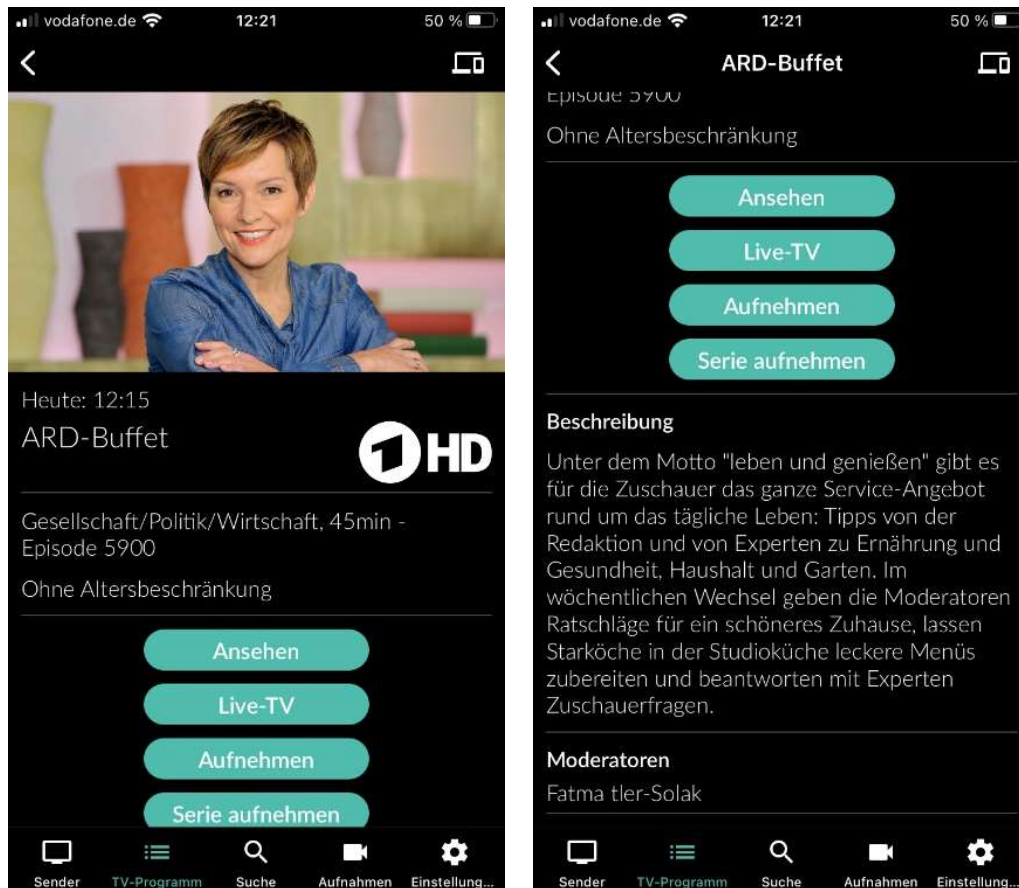 vodafone.de 12:21 50 %
Heute: 12:15
ARD-Buffet
1 HD
Gesellschaft/Politik/Wirtschaft, 45min -
Episode 5900
Ohne Altersbeschränkung
Ansehen
Live-TV
Aufnehmen
Serie aufnehmen
Sender TV-Programm Suche Aufnahmen Einstellung...
vodafone.de 12:21 50 %
ARD-Buffet
Episode 5900
Ohne Altersbeschränkung
Ansehen
Live-TV
Aufnehmen
Serie aufnehmen
Beschreibung
Unter dem Motto "leben und genießen" gibt es
für die Zuschauer das ganze Service-Angebot
rund um das tägliche Leben: Tipps von der
Redaktion und von Experten zu Ernährung und
Gesundheit, Haushalt und Garten. Im
wöchentlichen Wechsel geben die Moderatoren
Ratschläge für ein schöneres Zuhause, lassen
Starköche in der Studioküche leckere Menüs
zubereiten und beantworten mit Experten
Zuschauerfragen.
Moderatoren
Fatma tler-Solak
Sender TV-Programm Suche Aufnahmen Einstellung...